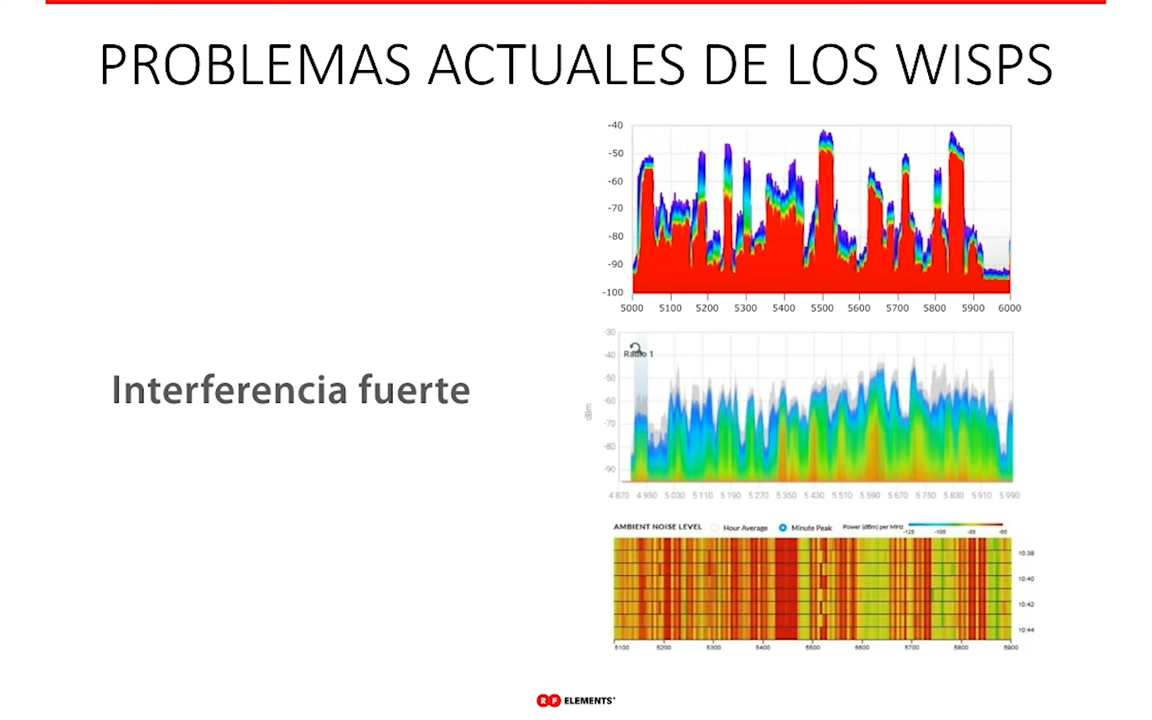 PROBLEMAS ACTUALES DE LOS WISPS
Interferencia fuerte
-40
-50
-60
-70
-80
-90
-100
5000 5100 5200 5300 5400 5500 5600 5700 5800 5900 6000
-30
-40
-50
-60
-70
-80
-90
dBm
Radio 1
4 870 4 950 5 030 5 110 5 190 5 270 5 350 5 430 5 510 5 590 5 670 5 750 5 830 5 910 5 990
AMBIENT NOISE LEVEL Hour Average Minute Peak Power (dBm) per MHz
-125 -105 -85 -65
10:38
10:40
10:42
10:44
5100 5200 5300 5400 5500 5600 5700 5800 5900
RF ELEMENTS